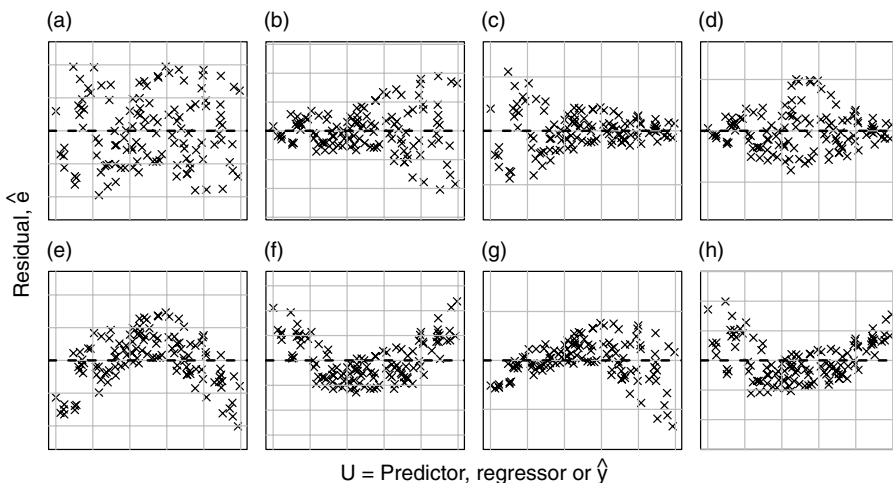 (a) (b) (c) (d)
(e) (f) (g) (h)
Residual, ê
U = Predictor, regressor or ŷ